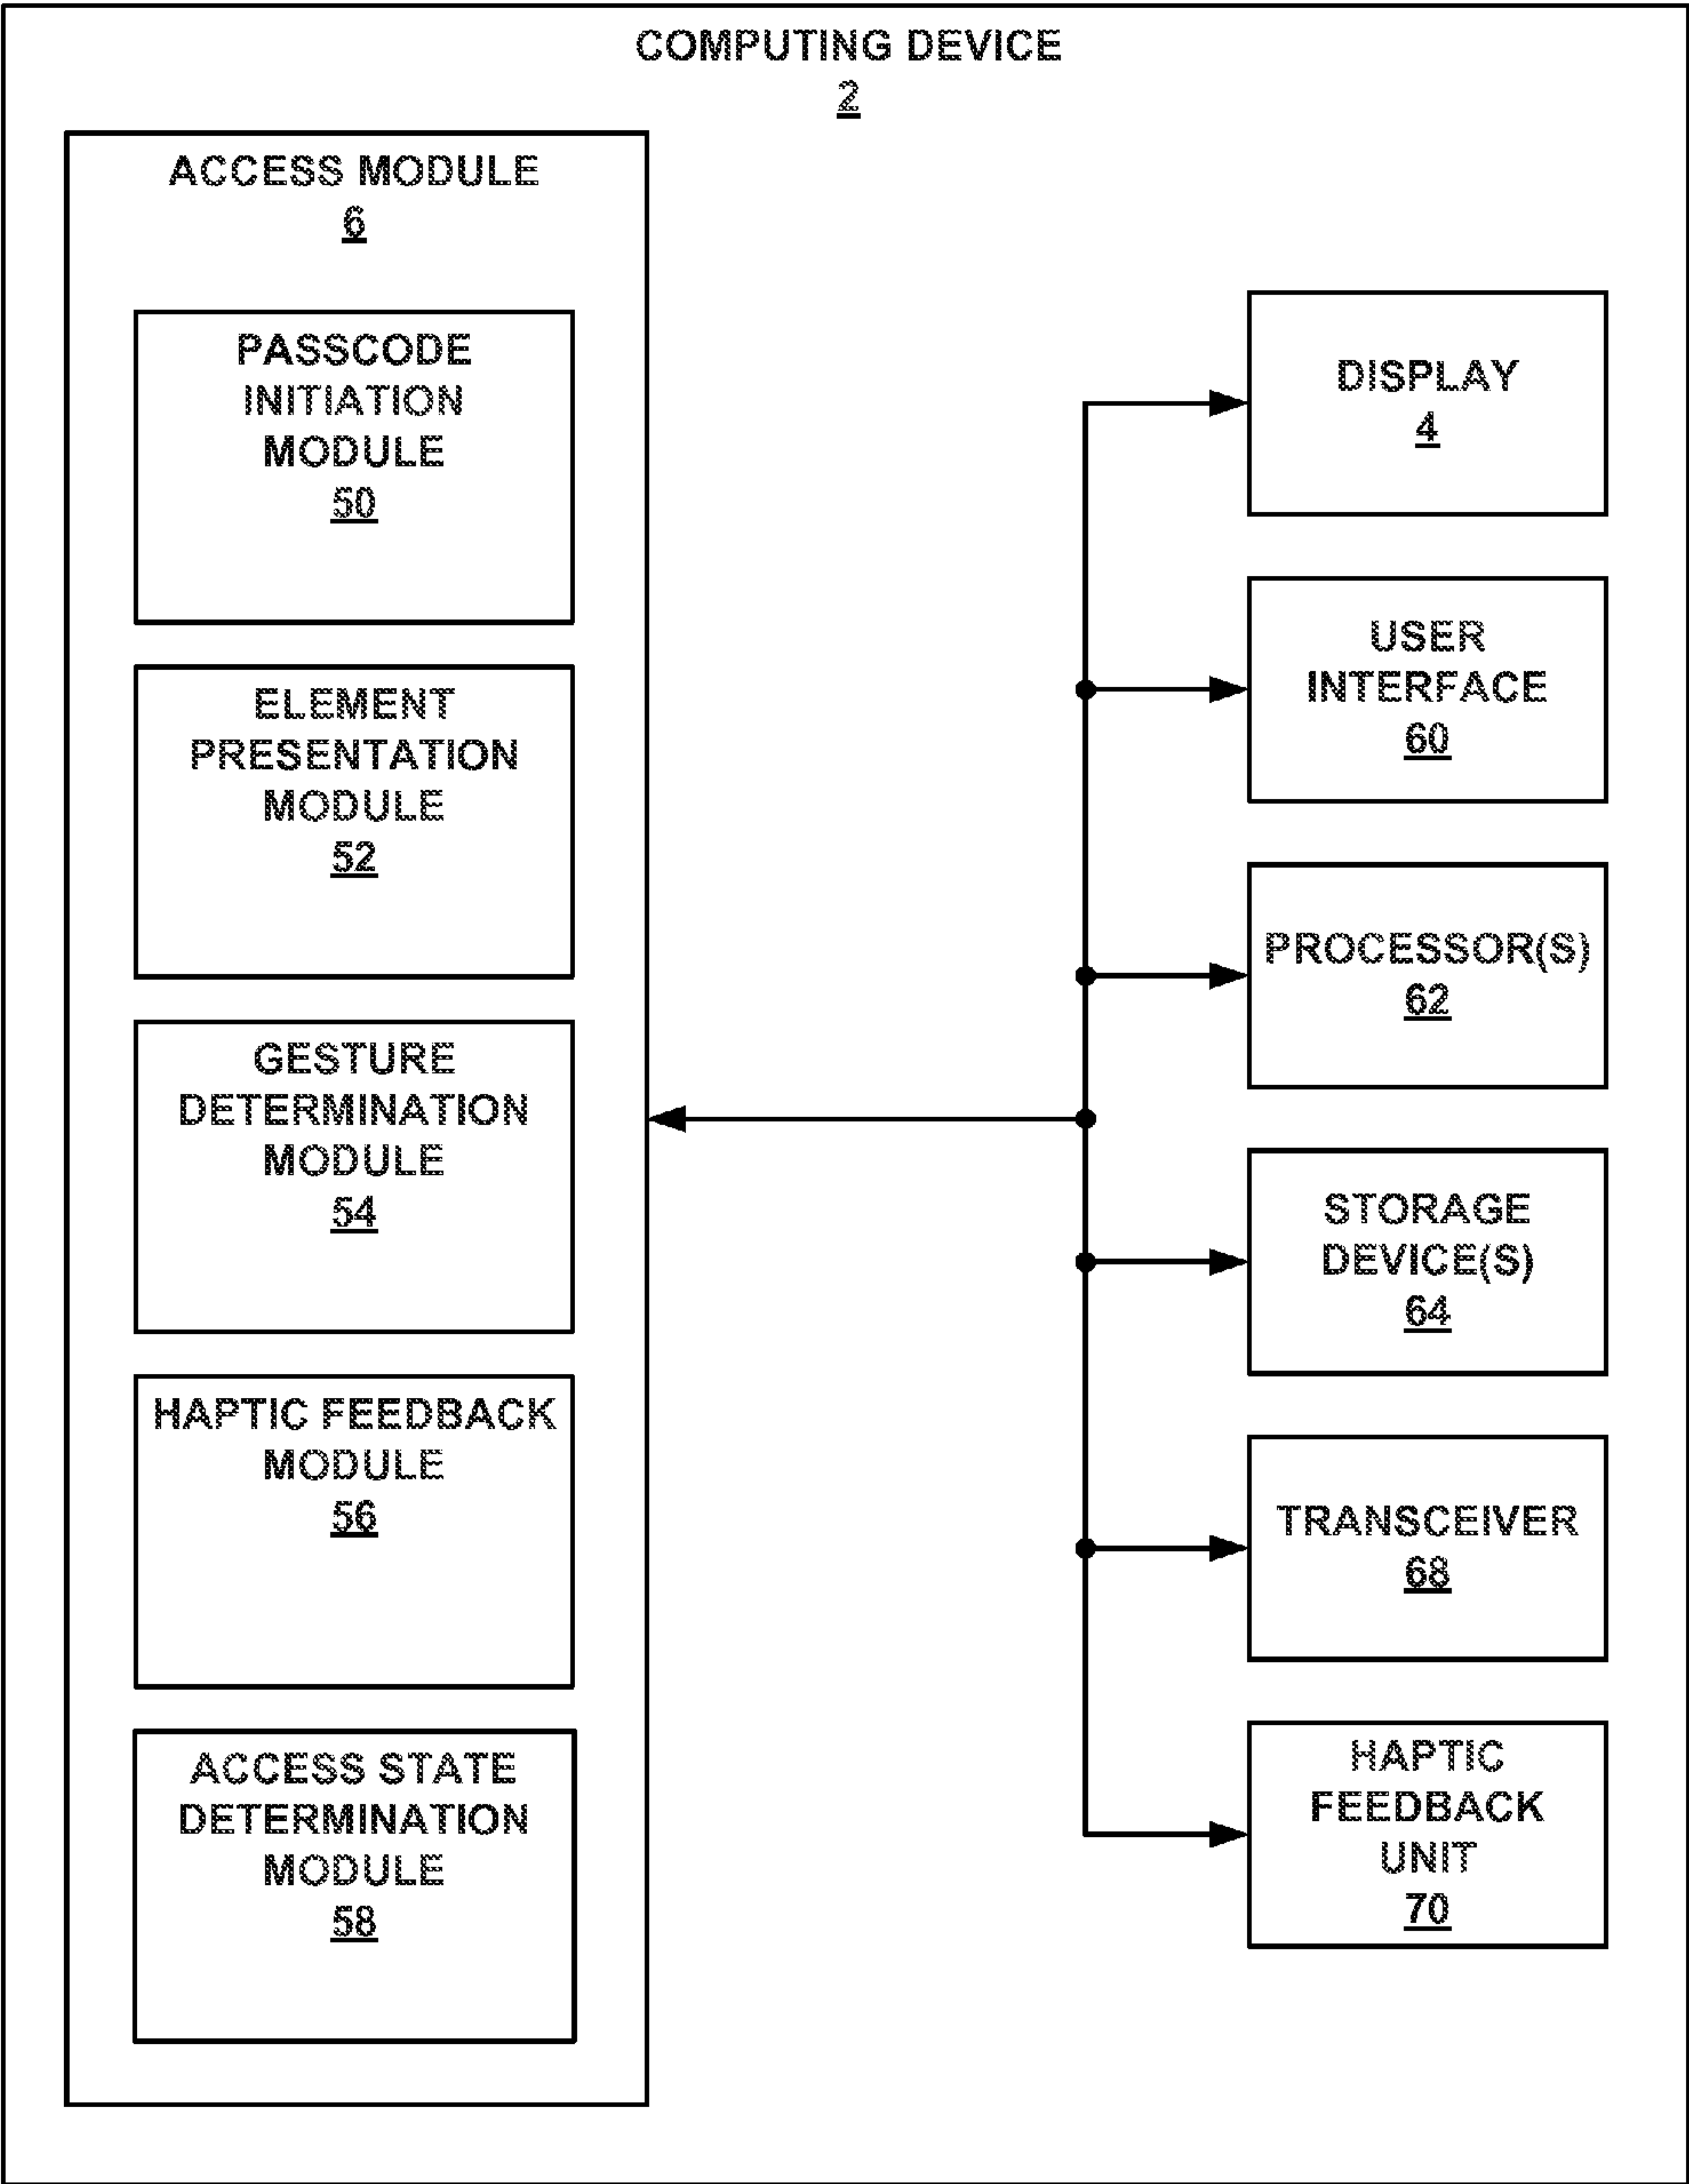 COMPUTING DEVICE
2
ACCESS MODULE
6
PASSCODE
INITIATION
MODULE
50
ELEMENT
PRESENTATION
MODULE
52
GESTURE
DETERMINATION
MODULE
54
HAPTIC FEEDBACK
MODULE
56
ACCESS STATE
DETERMINATION
MODULE
58
DISPLAY
4
USER
INTERFACE
60
PROCESSOR(S)
62
STORAGE
DEVICE(S)
64
TRANSCEIVER
68
HAPTIC
FEEDBACK
UNIT
70